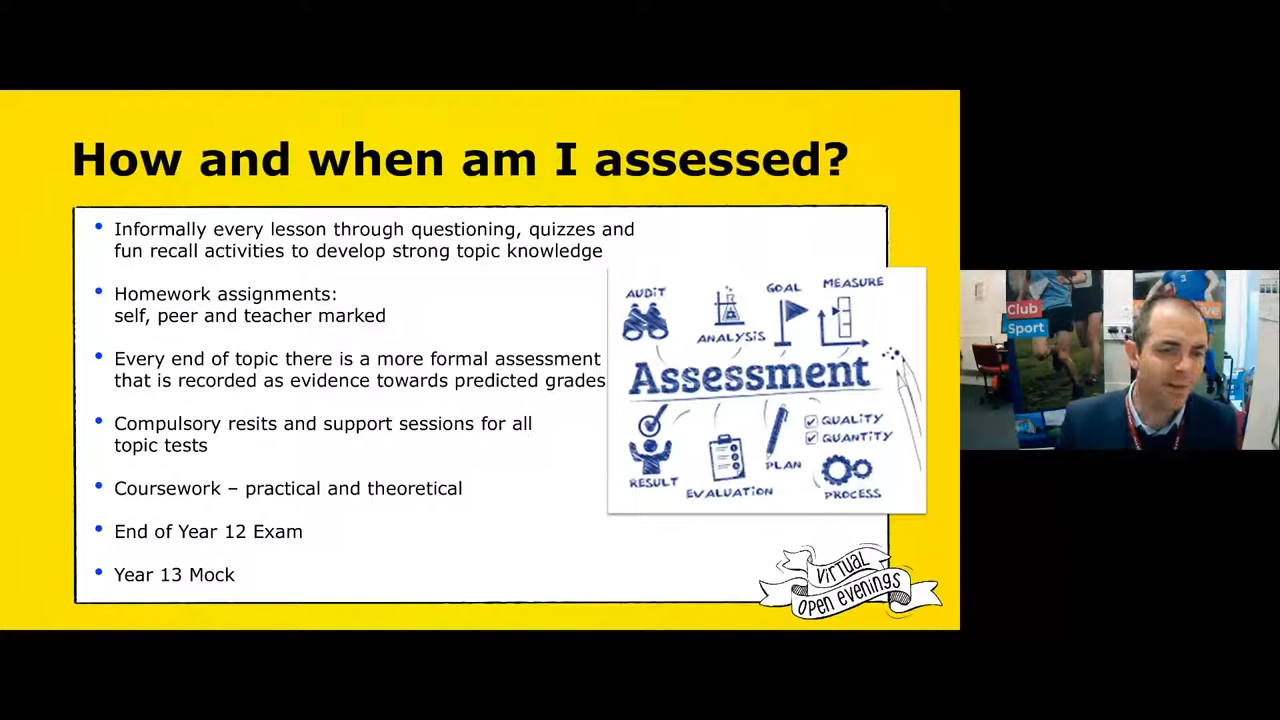 How and when am I assessed?
• Informally every lesson through questioning, quizzes and
fun recall activities to develop strong topic knowledge
• Homework assignments:
self, peer and teacher marked
• Every end of topic there is a more formal assessment
that is recorded as evidence towards predicted grades
• Compulsory resits and support sessions for all
topic tests
• Coursework – practical and theoretical
• End of Year 12 Exam
• Year 13 Mock
AUDIT
ANALYSIS
GOAL
MEASURE
Assessment
RESULT
EVALUATION
PLAN
QUALITY
QUANTITY
PROCESS
VIRTUAL
OPEN EVENINGS
Club
Sport